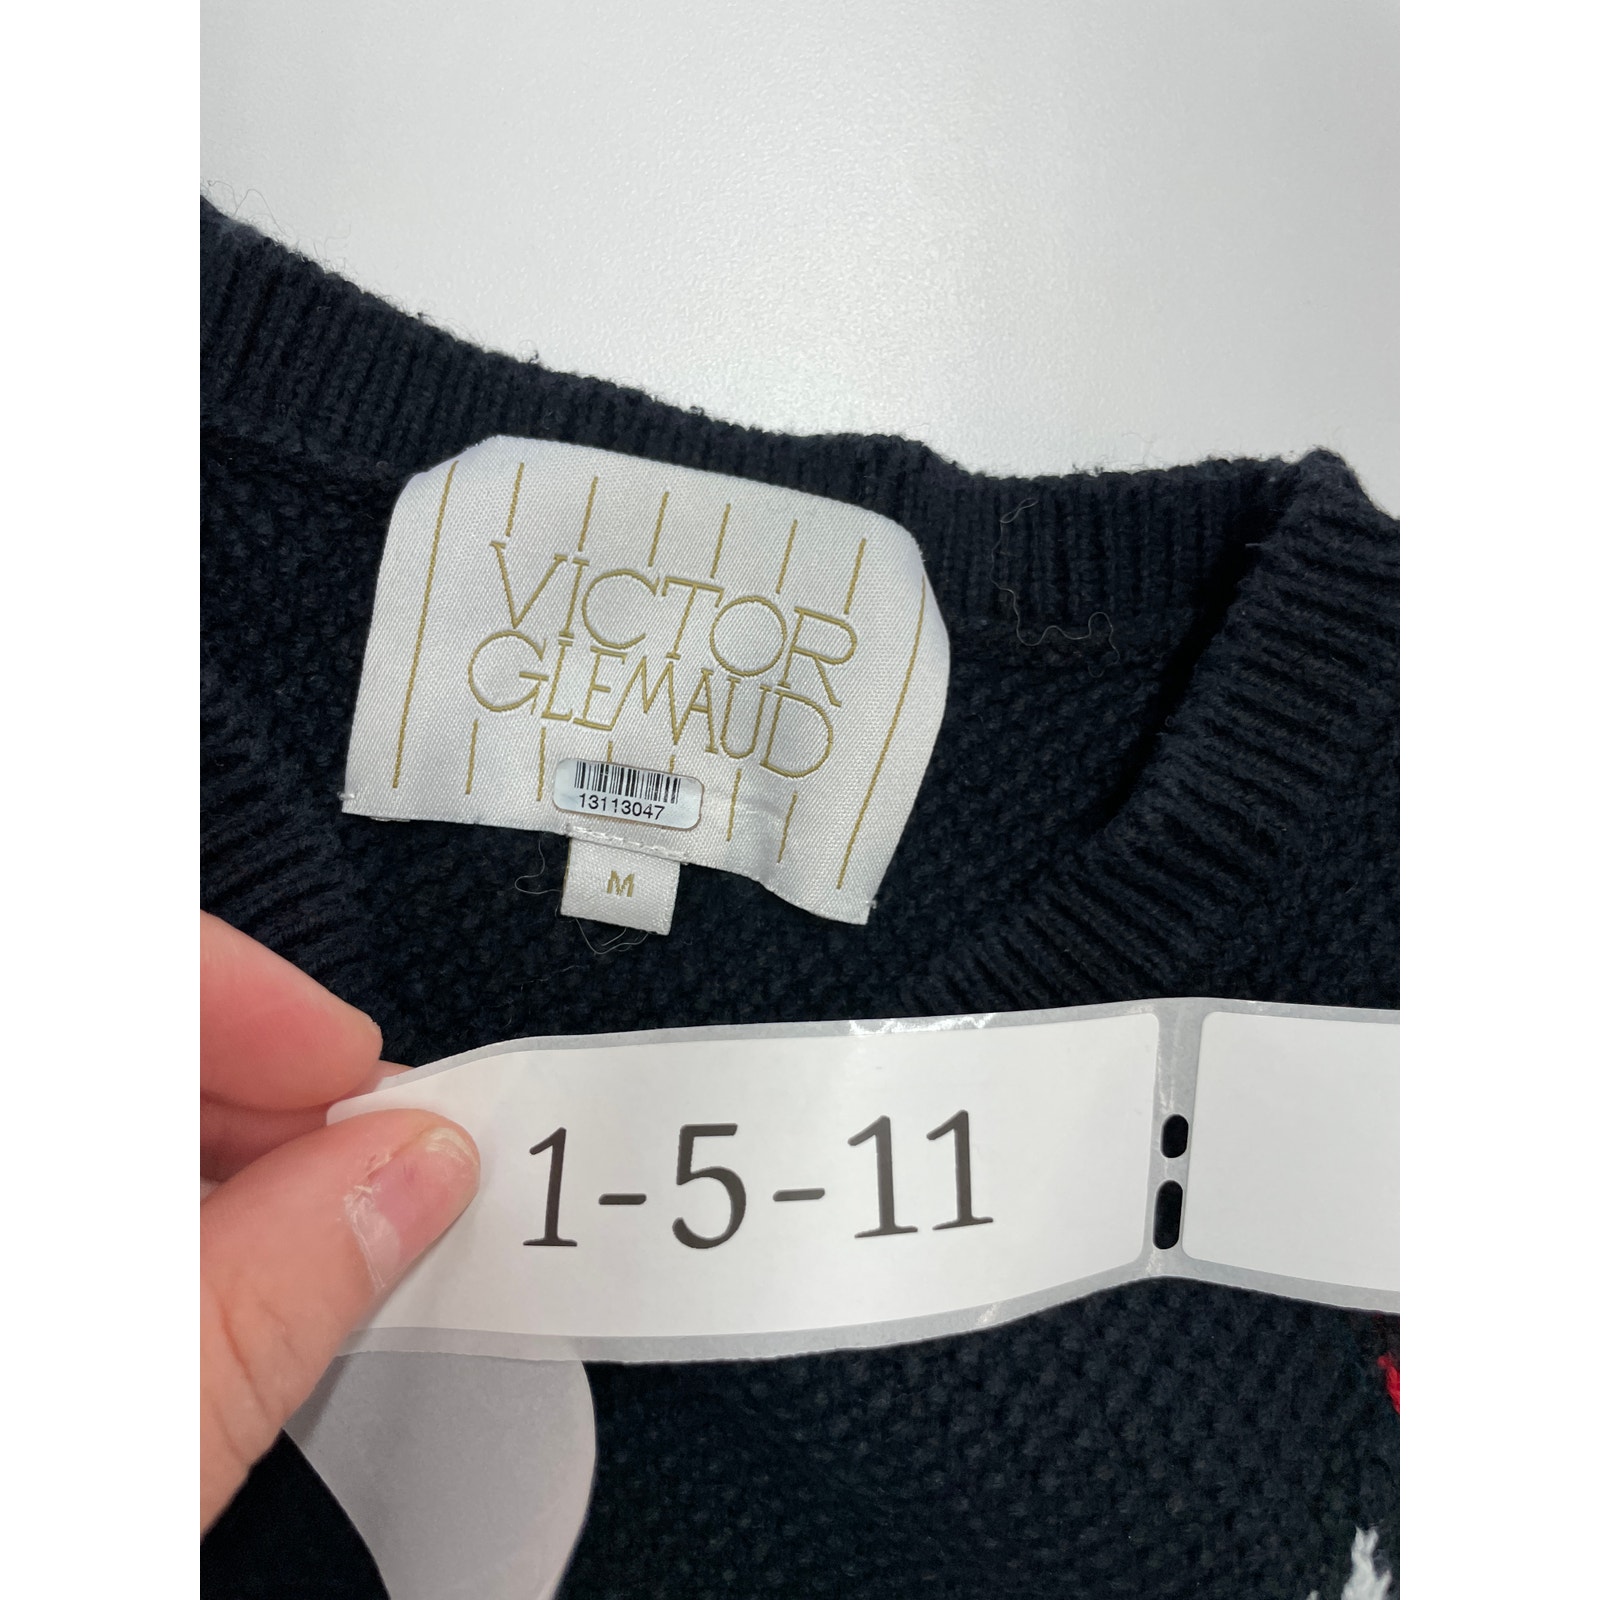 VICTOR
GLEMAUD
13113047
M
1-5-11